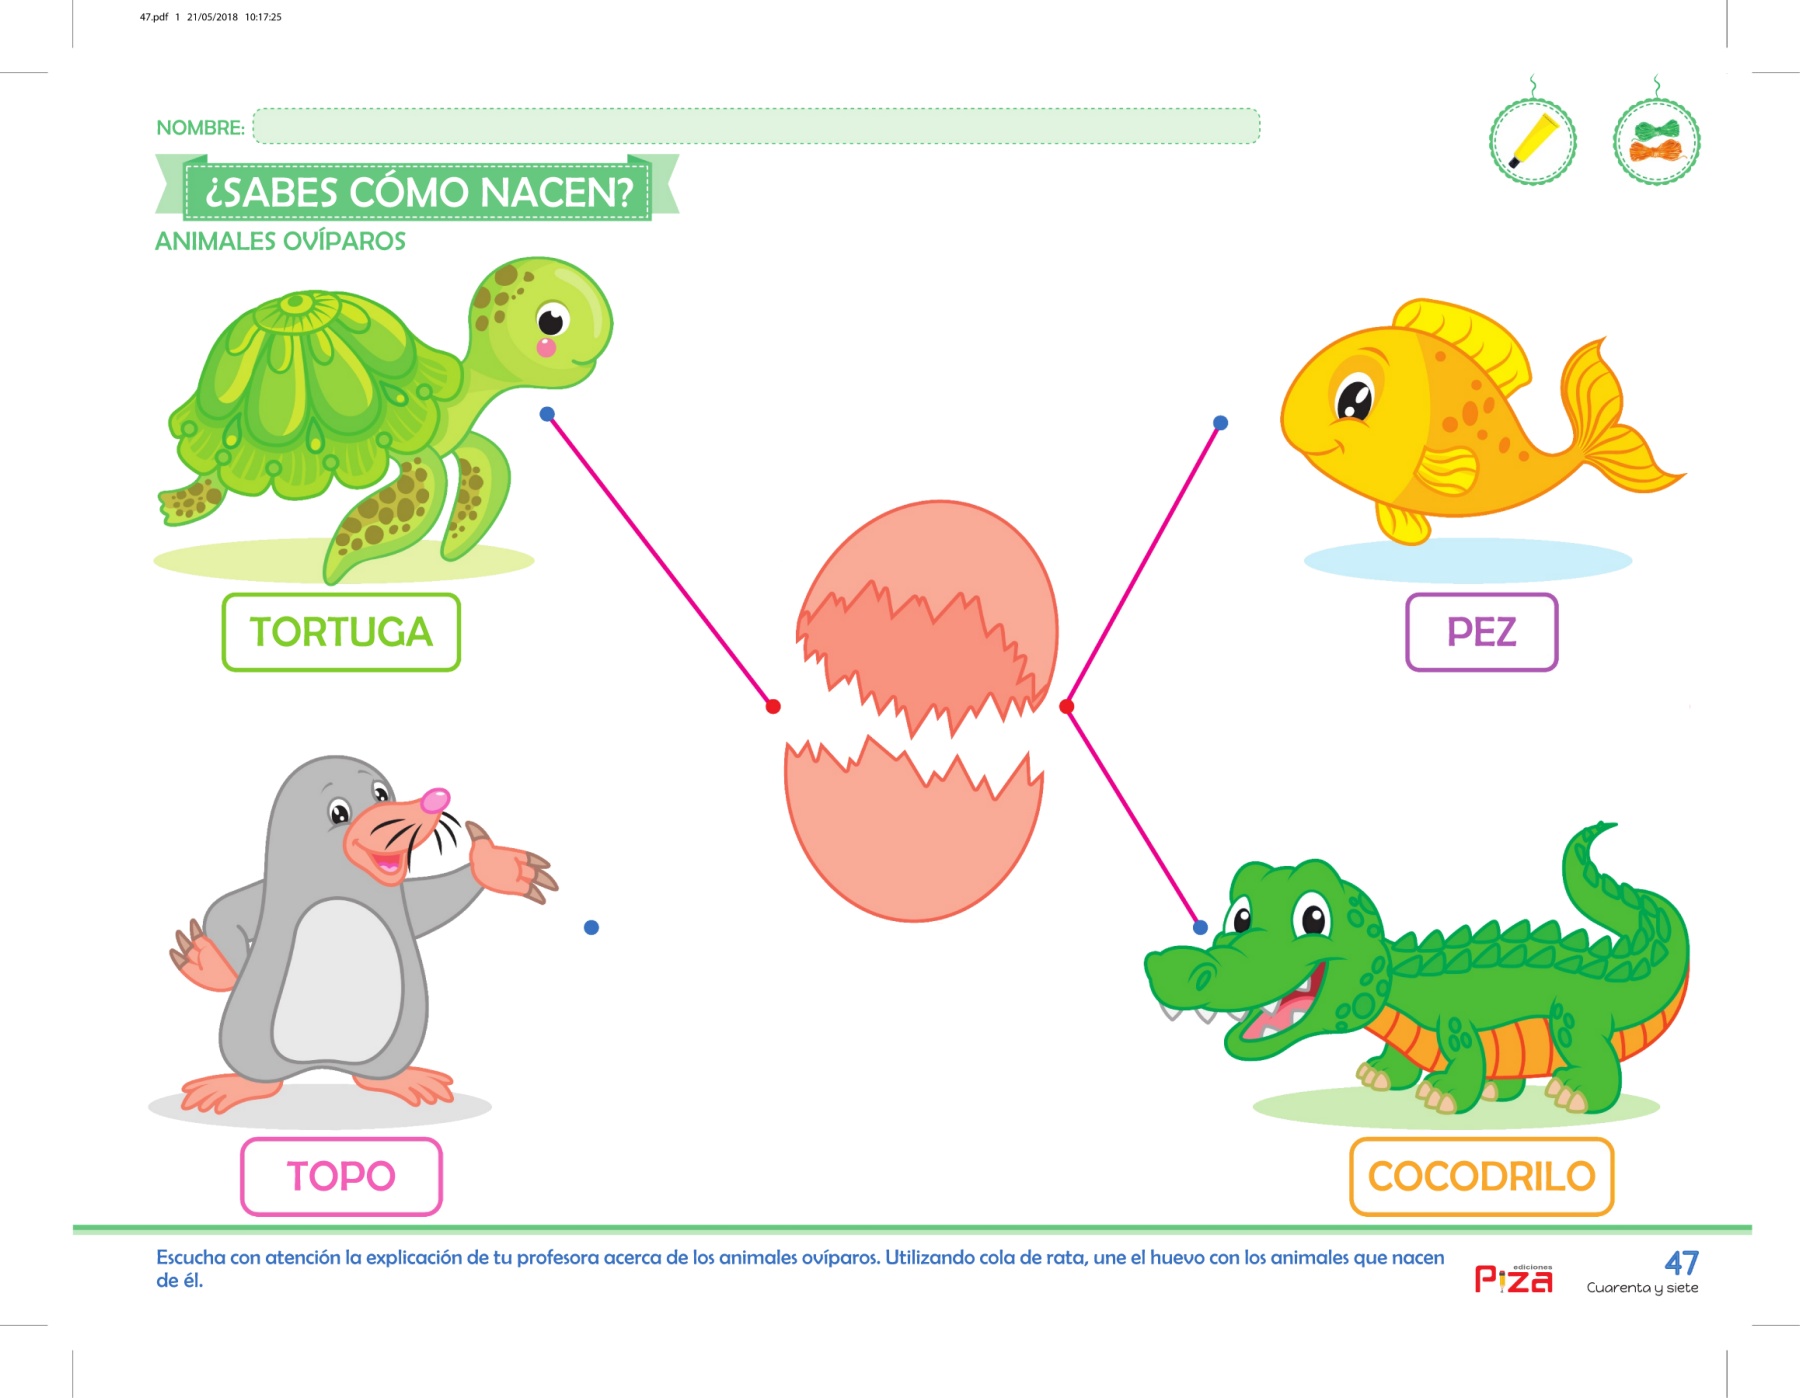 47.pdf 1 21/05/2018 10:17:25
NOMBRE:
¿SABES CÓMO NACEN?
ANIMALES OVÍPAROS
TORTUGA
PEZ
TOPO
COCODRILO
Escucha con atención la explicación de tu profesora acerca de los animales ovíparos. Utilizando cola de rata, une el huevo con los animales que nacen
de él.
ediciones
Piza
47
Cuarenta y siete